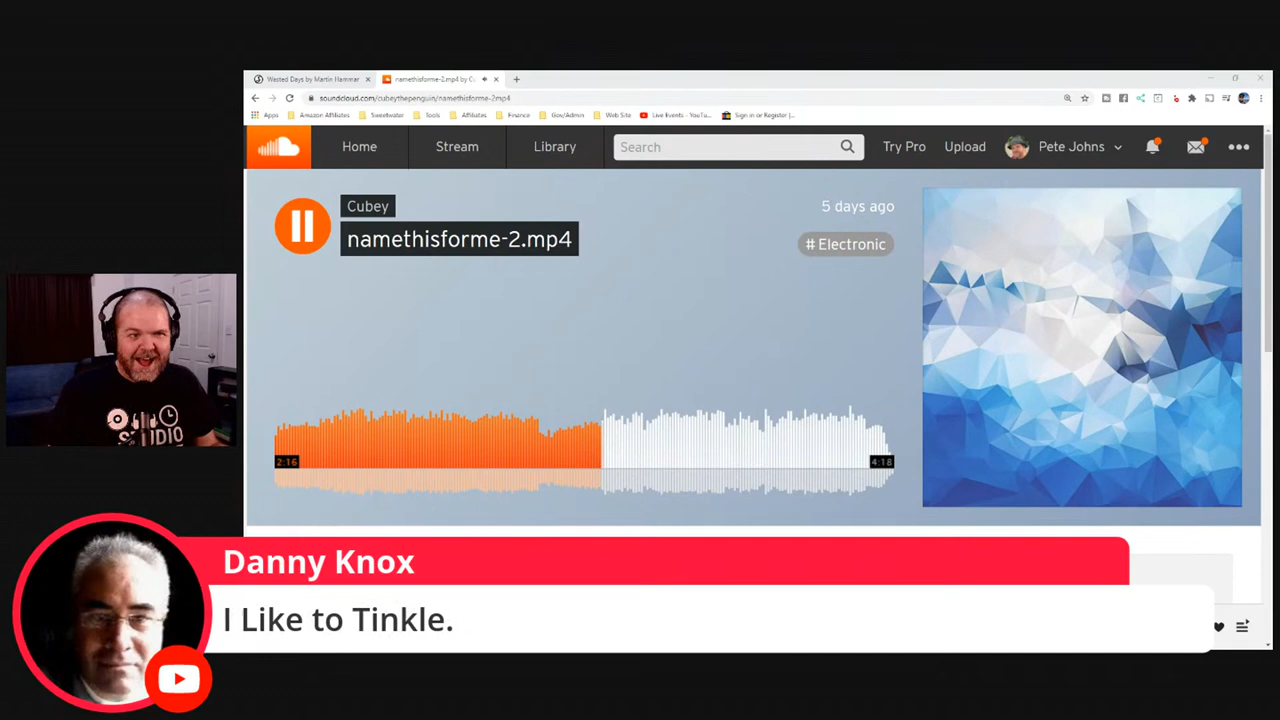 Wasted Days by Martin Hammar
namethisforme-2.mp4 by Cu
soundcloud.com/cubeythepenguin/namethisforme-2mp4
Apps Amazon Affiliates Sweetwater Tools Affiliates Finance Gov/Admin Web Site Live Events - YouTu... Sign in or Register |...
Home Stream Library Search Try Pro Upload Pete Johns
Cubey
5 days ago
namethisforme-2.mp4
# Electronic
2:16
4:18
STUDIO
Danny Knox
I Like to Tinkle.